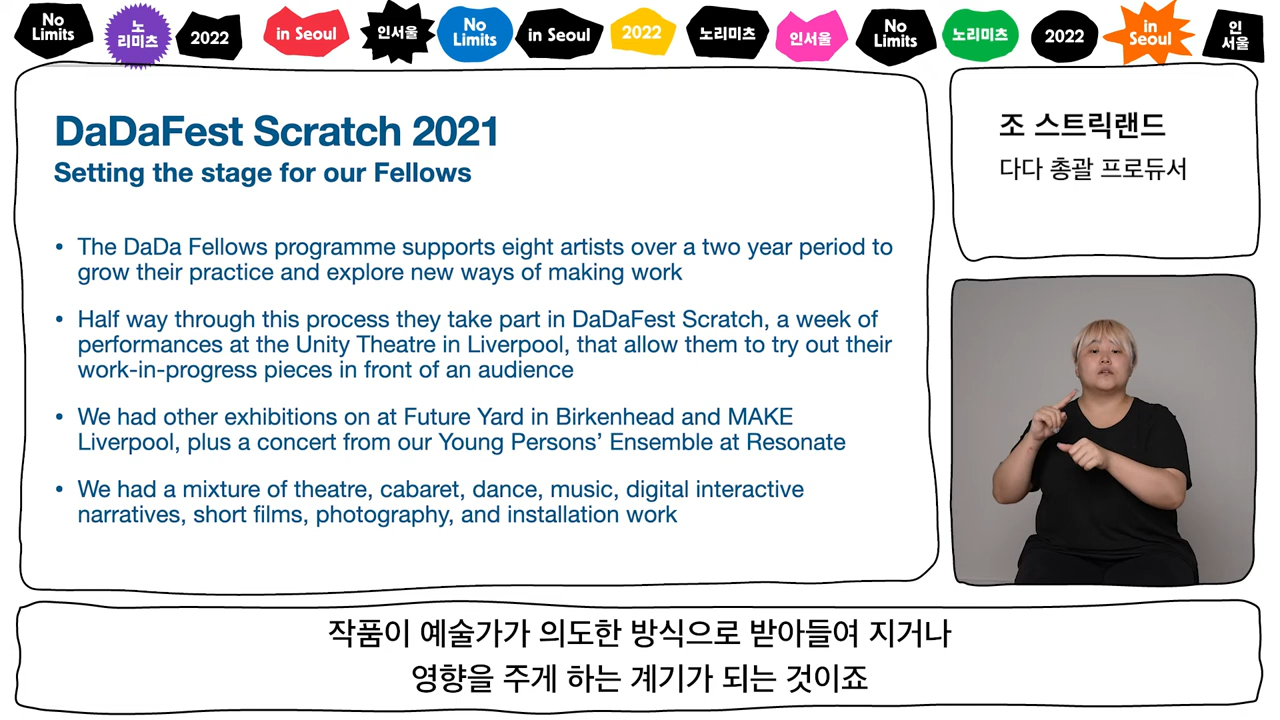 No
Limits
노
리미츠
2022
in Seoul
인서울
No
Limits
in Seoul
2022
노리미츠
인서울
No
Limits
노리미츠
2022
in
Seoul
인
서울
DaDaFest Scratch 2021
Setting the stage for our Fellows
• The DaDa Fellows programme supports eight artists over a two year period to
grow their practice and explore new ways of making work
• Half way through this process they take part in DaDaFest Scratch, a week of
performances at the Unity Theatre in Liverpool, that allow them to try out their
work-in-progress pieces in front of an audience
• We had other exhibitions on at Future Yard in Birkenhead and MAKE
Liverpool, plus a concert from our Young Persons’ Ensemble at Resonate
• We had a mixture of theatre, cabaret, dance, music, digital interactive
narratives, short films, photography, and installation work
조 스트릭랜드
다다 총괄 프로듀서
작품이 예술가가 의도한 방식으로 받아들여 지거나
영향을 주게 하는 계기가 되는 것이죠